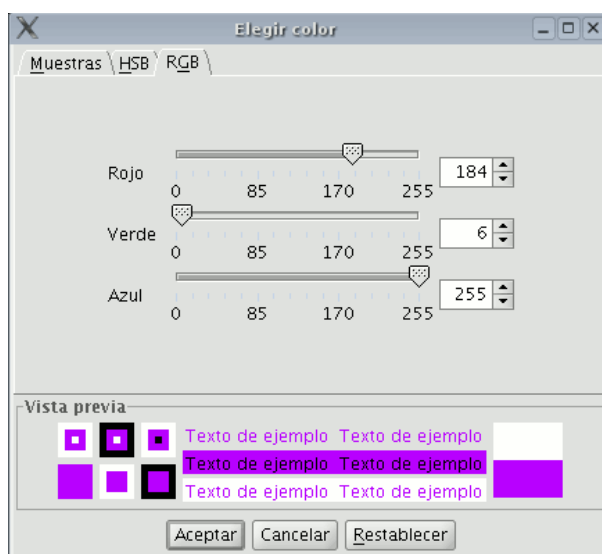 Elegir color
Muestras HSB RGB
Rojo 184
0 85 170 255
Verde 6
0 85 170 255
Azul 255
0 85 170 255
Vista previa
Texto de ejemplo Texto de ejemplo
Texto de ejemplo Texto de ejemplo
Texto de ejemplo Texto de ejemplo
Aceptar Cancelar Restablecer